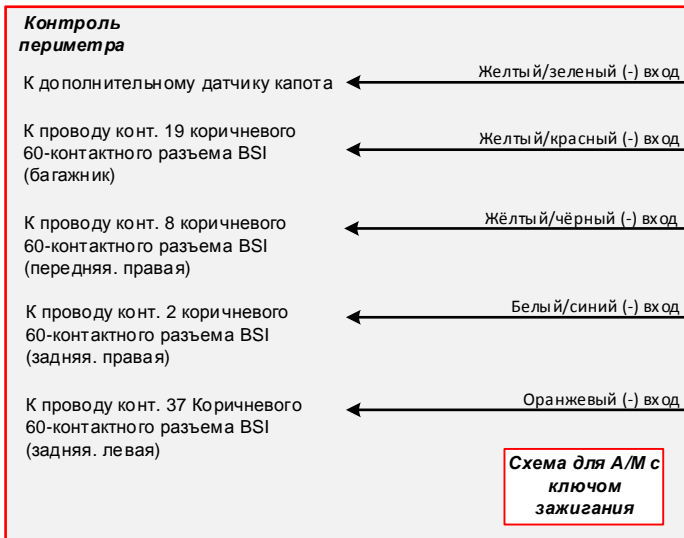 Контроль
периметра
К дополнительному датчику капота
Желтый/зеленый (-) вход
К проводу конт. 19 коричневого
60-контактного разъема BSI
(багажник)
Желтый/красный (-) вход
К проводу конт. 8 коричневого
60-контактного разъема BSI
(передняя. правая)
Жёлтый/чёрный (-) вход
К проводу конт. 2 коричневого
60-контактного разъема BSI
(задняя. правая)
Белый/синий (-) вход
К проводу конт. 37 Коричневого
60-контактного разъема BSI
(задняя. левая)
Оранжевый (-) вход
Схема для А/М с
ключом
зажигания